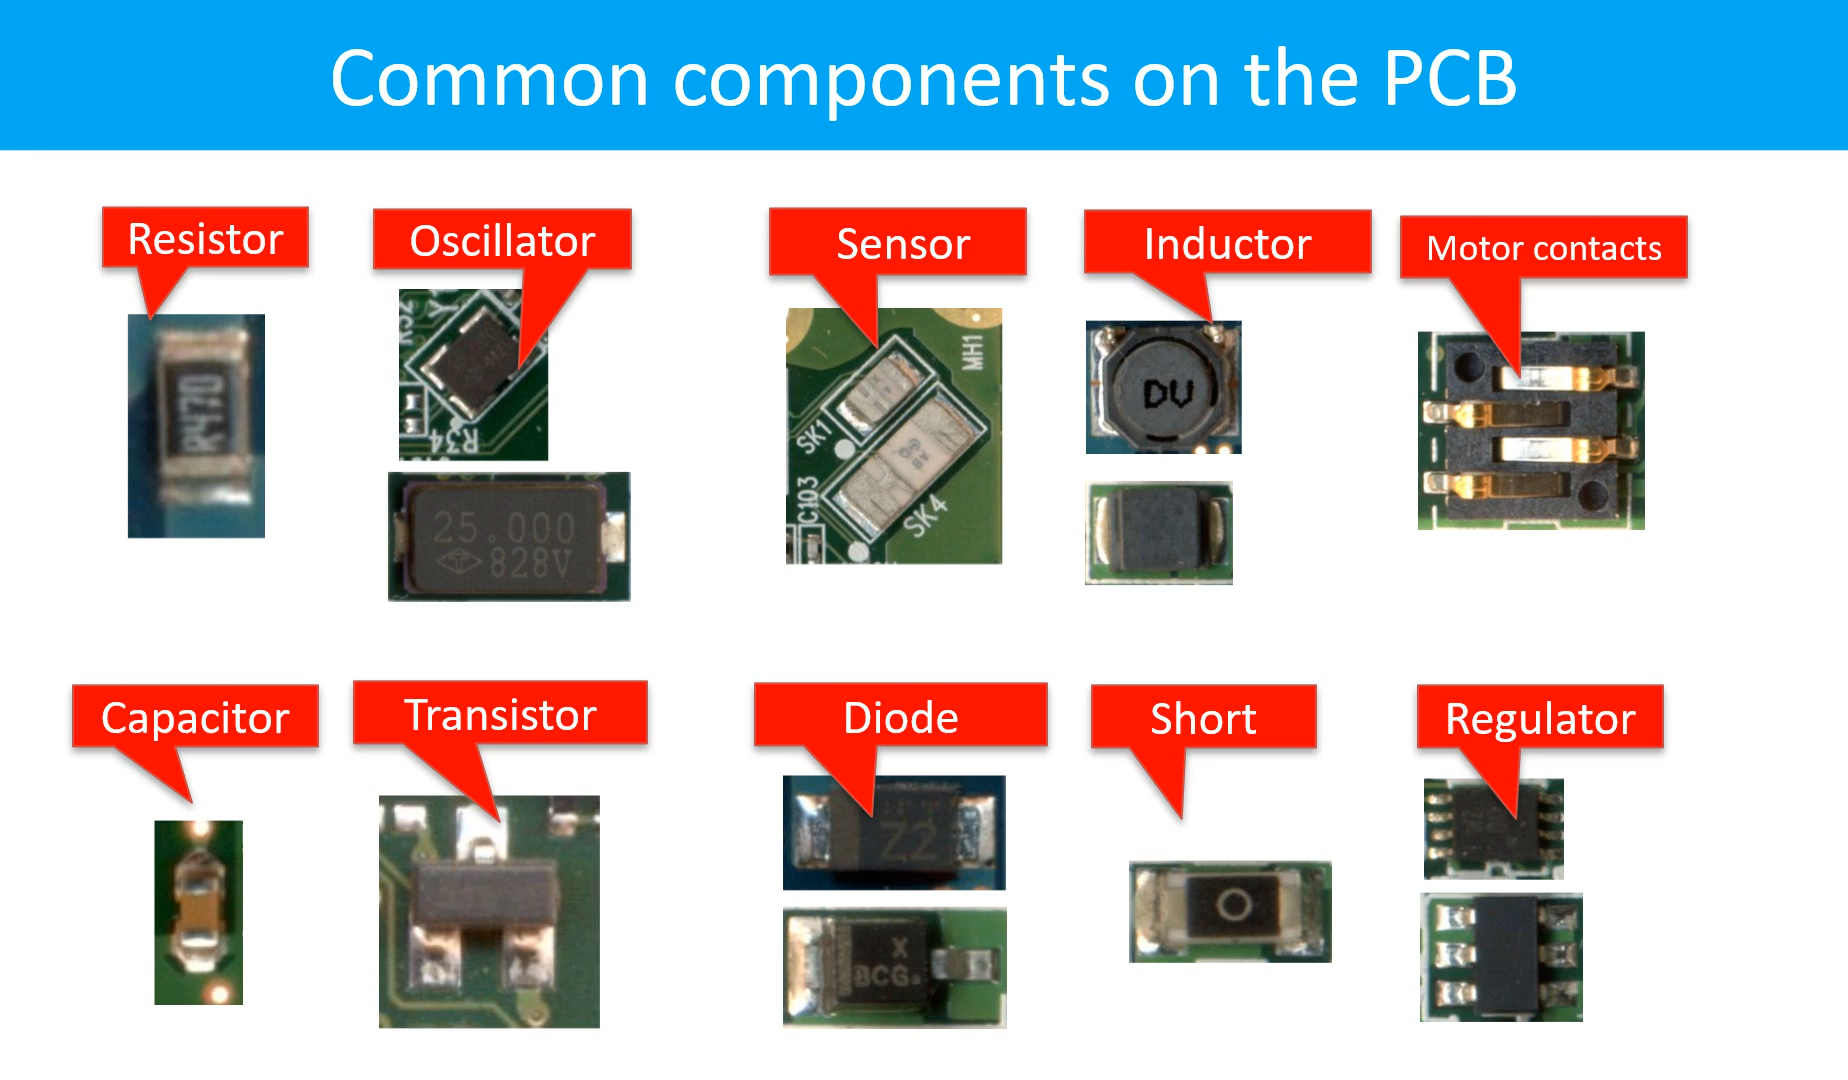 Common components on the PCB
Resistor
Oscillator
Sensor
Inductor
Motor contacts
R470
R34
25.000
828V
MH1
SK1
SK4
C103
DU
Capacitor
Transistor
Diode
Short
Regulator
Z2
X
BCG
O